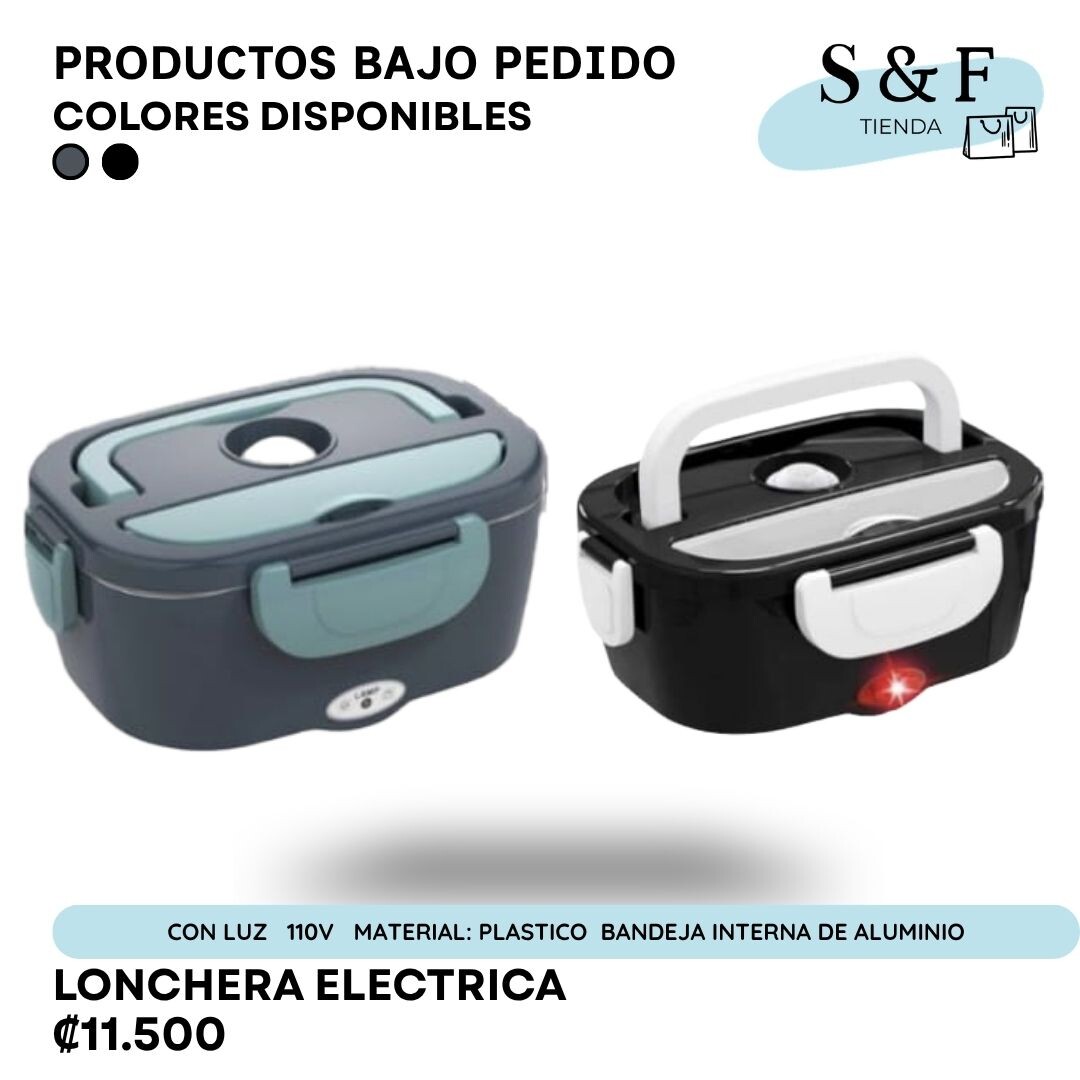 PRODUCTOS BAJO PEDIDO
COLORES DISPONIBLES
S & F
TIENDA
LAMP
CON LUZ 110V MATERIAL: PLASTICO BANDEJA INTERNA DE ALUMINIO
LONCHERA ELECTRICA
₡11.500